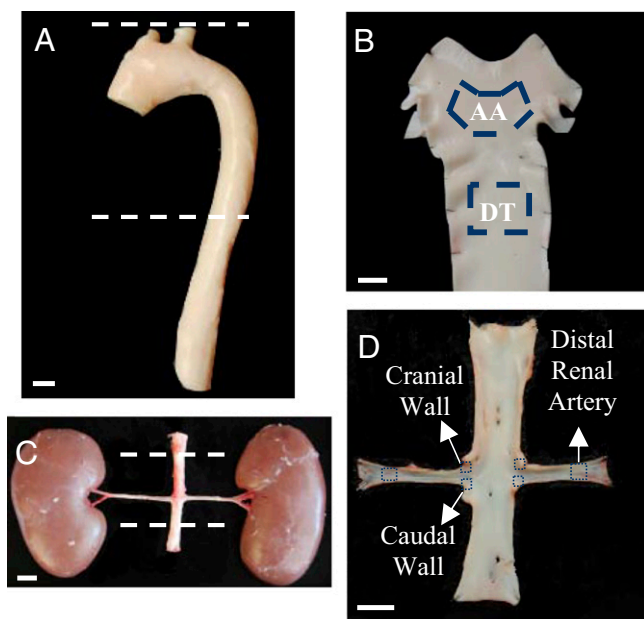 A
B
AA
DT
C
D
Cranial
Wall
Distal
Renal
Artery
Caudal
Wall